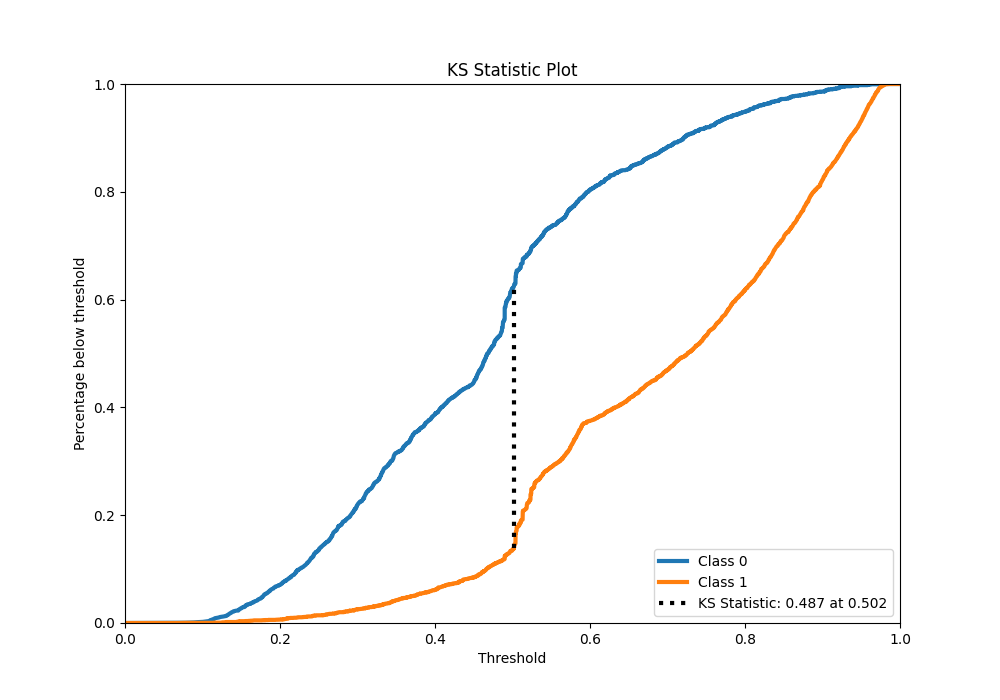 KS Statistic Plot
1.0
0.8
0.6
0.4
0.2
0.0
Percentage below threshold
0.0 0.2 0.4 0.6 0.8 1.0
Threshold
Class 0
Class 1
KS Statistic: 0.487 at 0.502